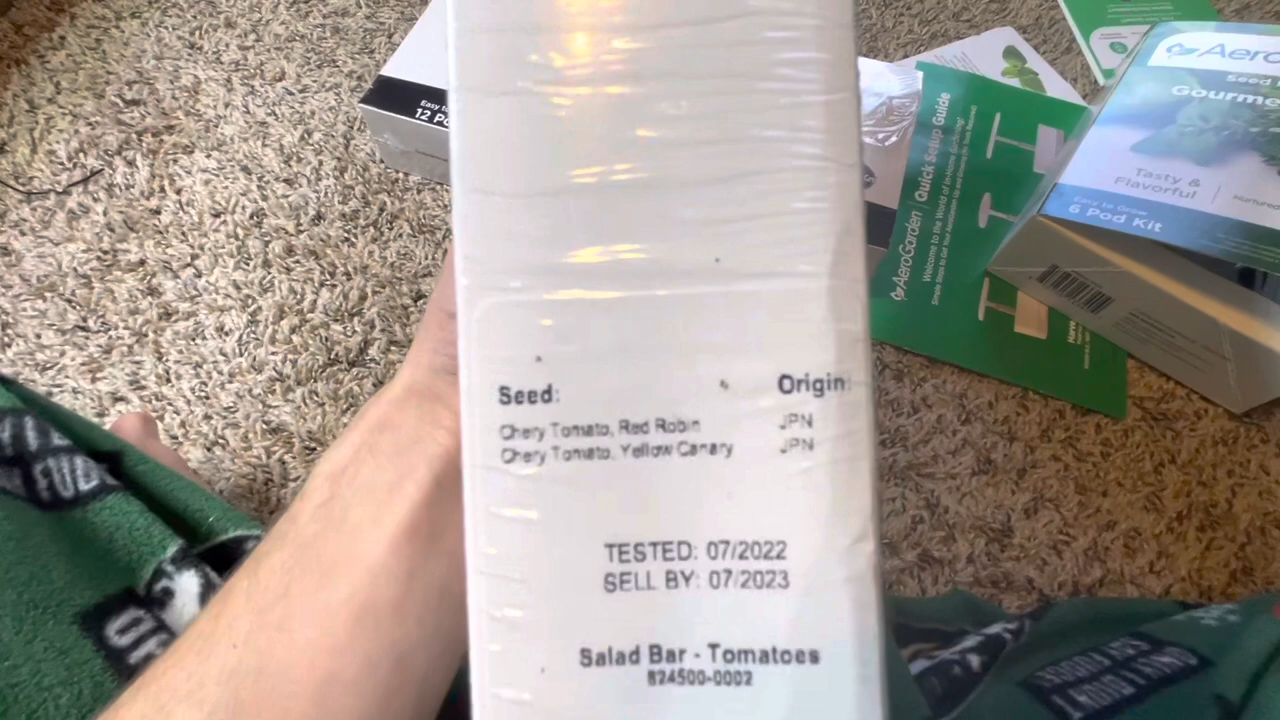 Seed: Origin:
Chery Tomato, Red Robin JPN
Chery Tomato, Yellow Canary JPN
TESTED: 07/2022
SELL BY: 07/2023
Salad Bar - Tomatoes
824500-0002
Easy to
12 Po
AeroGarden | Quick Setup Guide
Welcome to the World of In-Home Gardening!
Aero
Seed
Gourme
Tasty &
Flavorful
Nurtured
Easy to Grow
6 Pod Kit